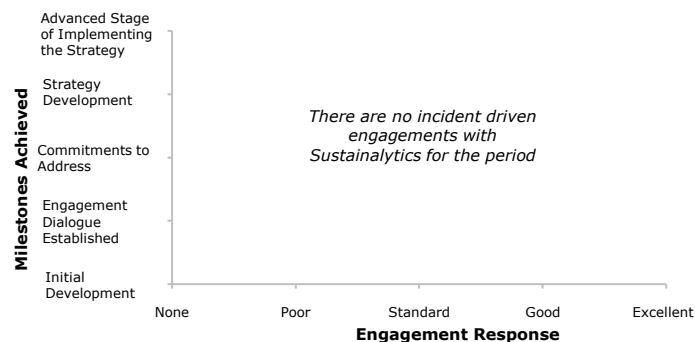 Advanced Stage
of Implementing
the Strategy
Strategy
Development
Commitments to
Address
Engagement
Dialogue
Established
Initial
Development
Milestones Achieved
There are no incident driven
engagements with
Sustainalytics for the period
None
Poor
Standard
Good
Excellent
Engagement Response